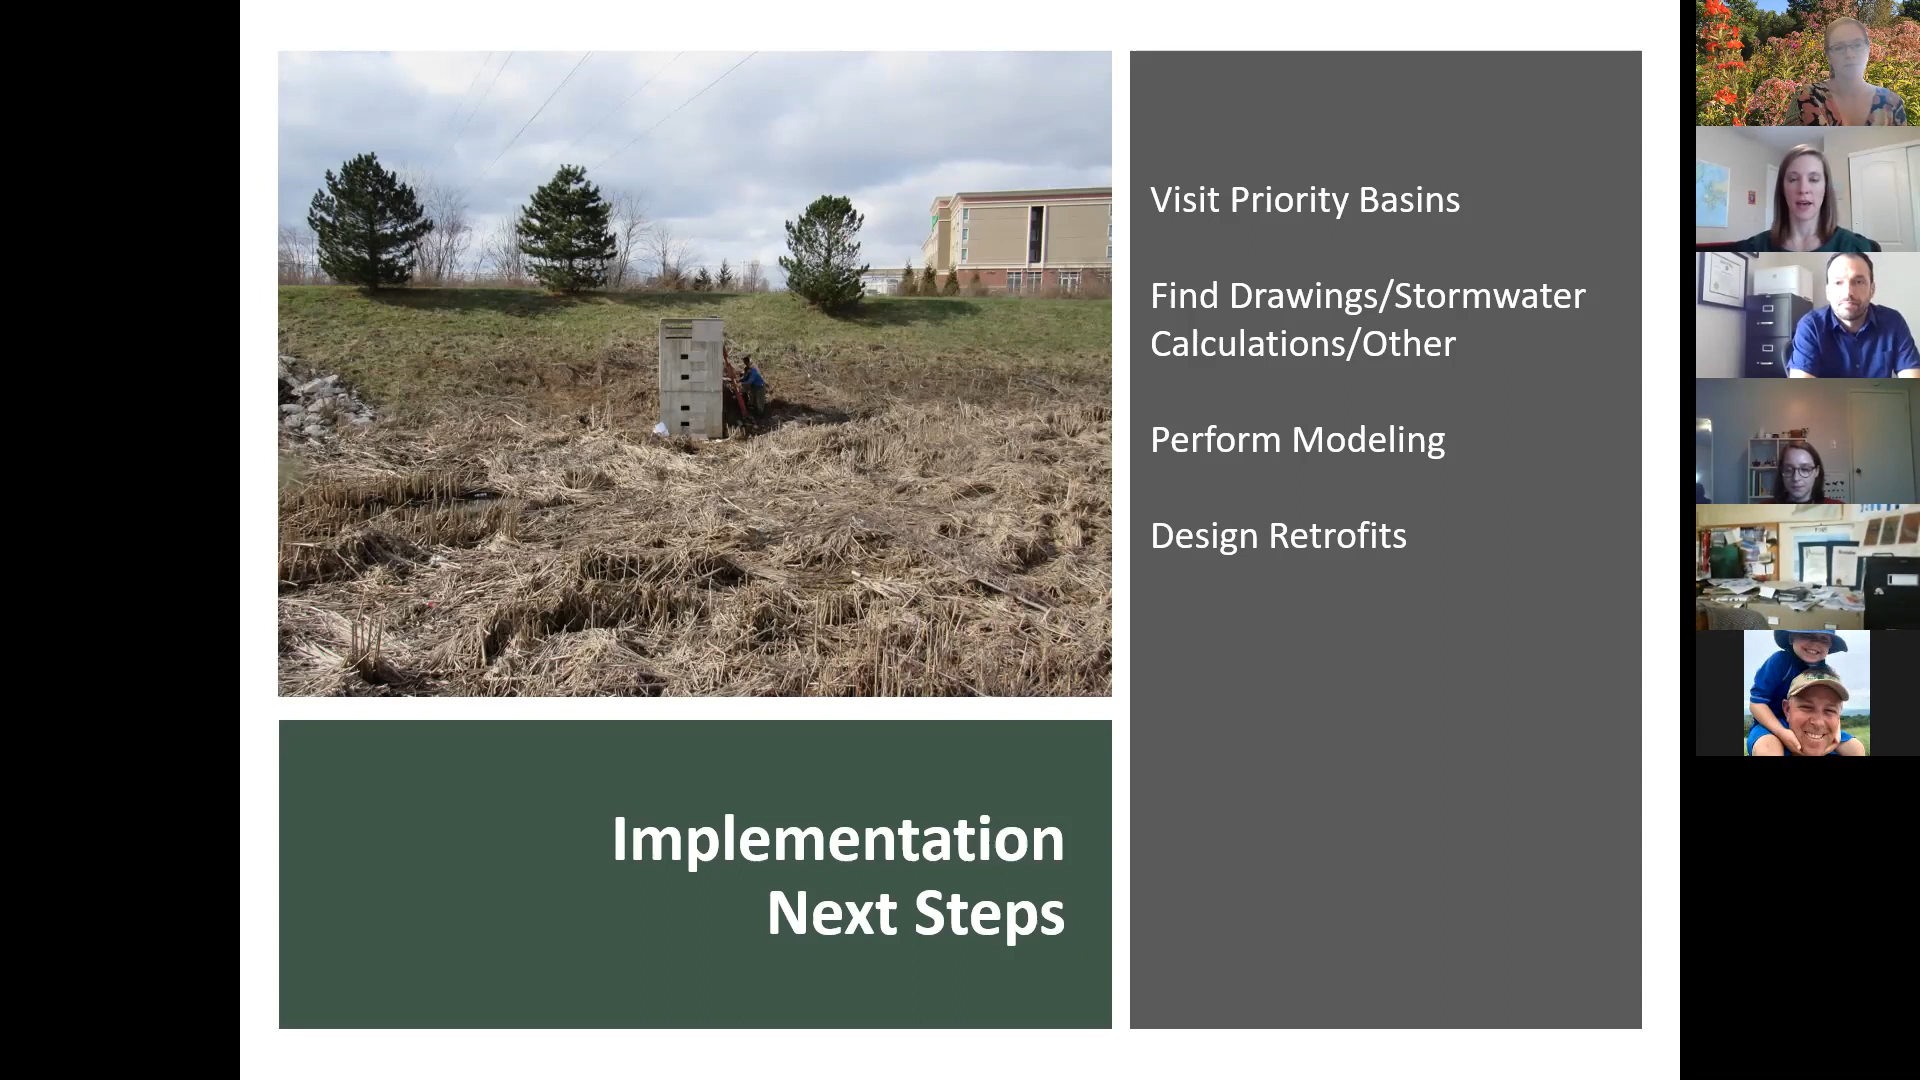 Visit Priority Basins
Find Drawings/Stormwater
Calculations/Other
Perform Modeling
Design Retrofits
Implementation
Next Steps